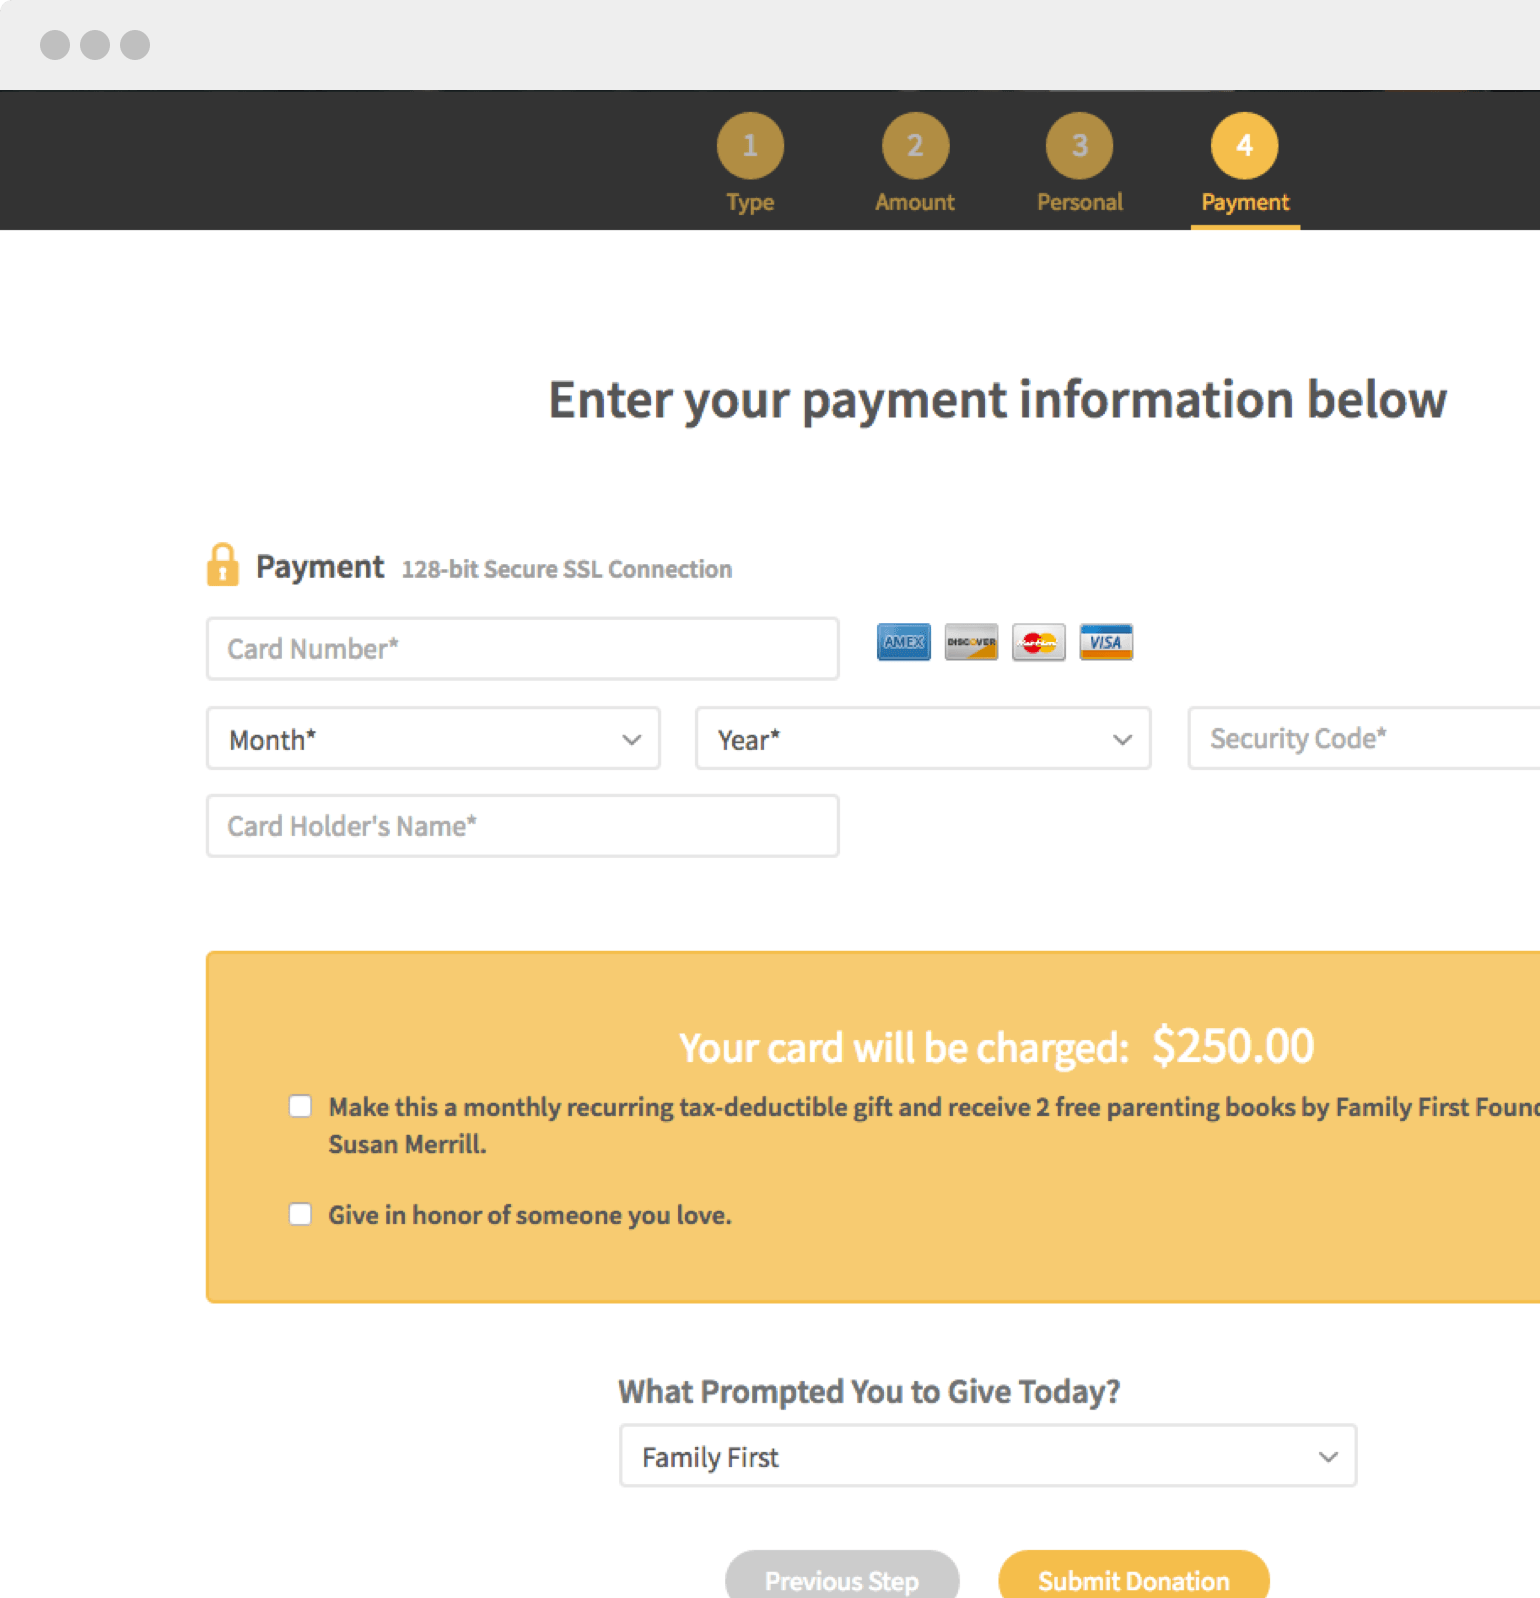 1 2 3 4
Type Amount Personal Payment
Enter your payment information below
Payment 128-bit Secure SSL Connection
Card Number* AMEX DISCOVER MasterCard VISA
Month* Year* Security Code*
Card Holder's Name*
Your card will be charged: $250.00
Make this a monthly recurring tax-deductible gift and receive 2 free parenting books by Family First
Susan Merrill.
Give in honor of someone you love.
What Prompted You to Give Today?
Family First
Previous Step Submit Donation